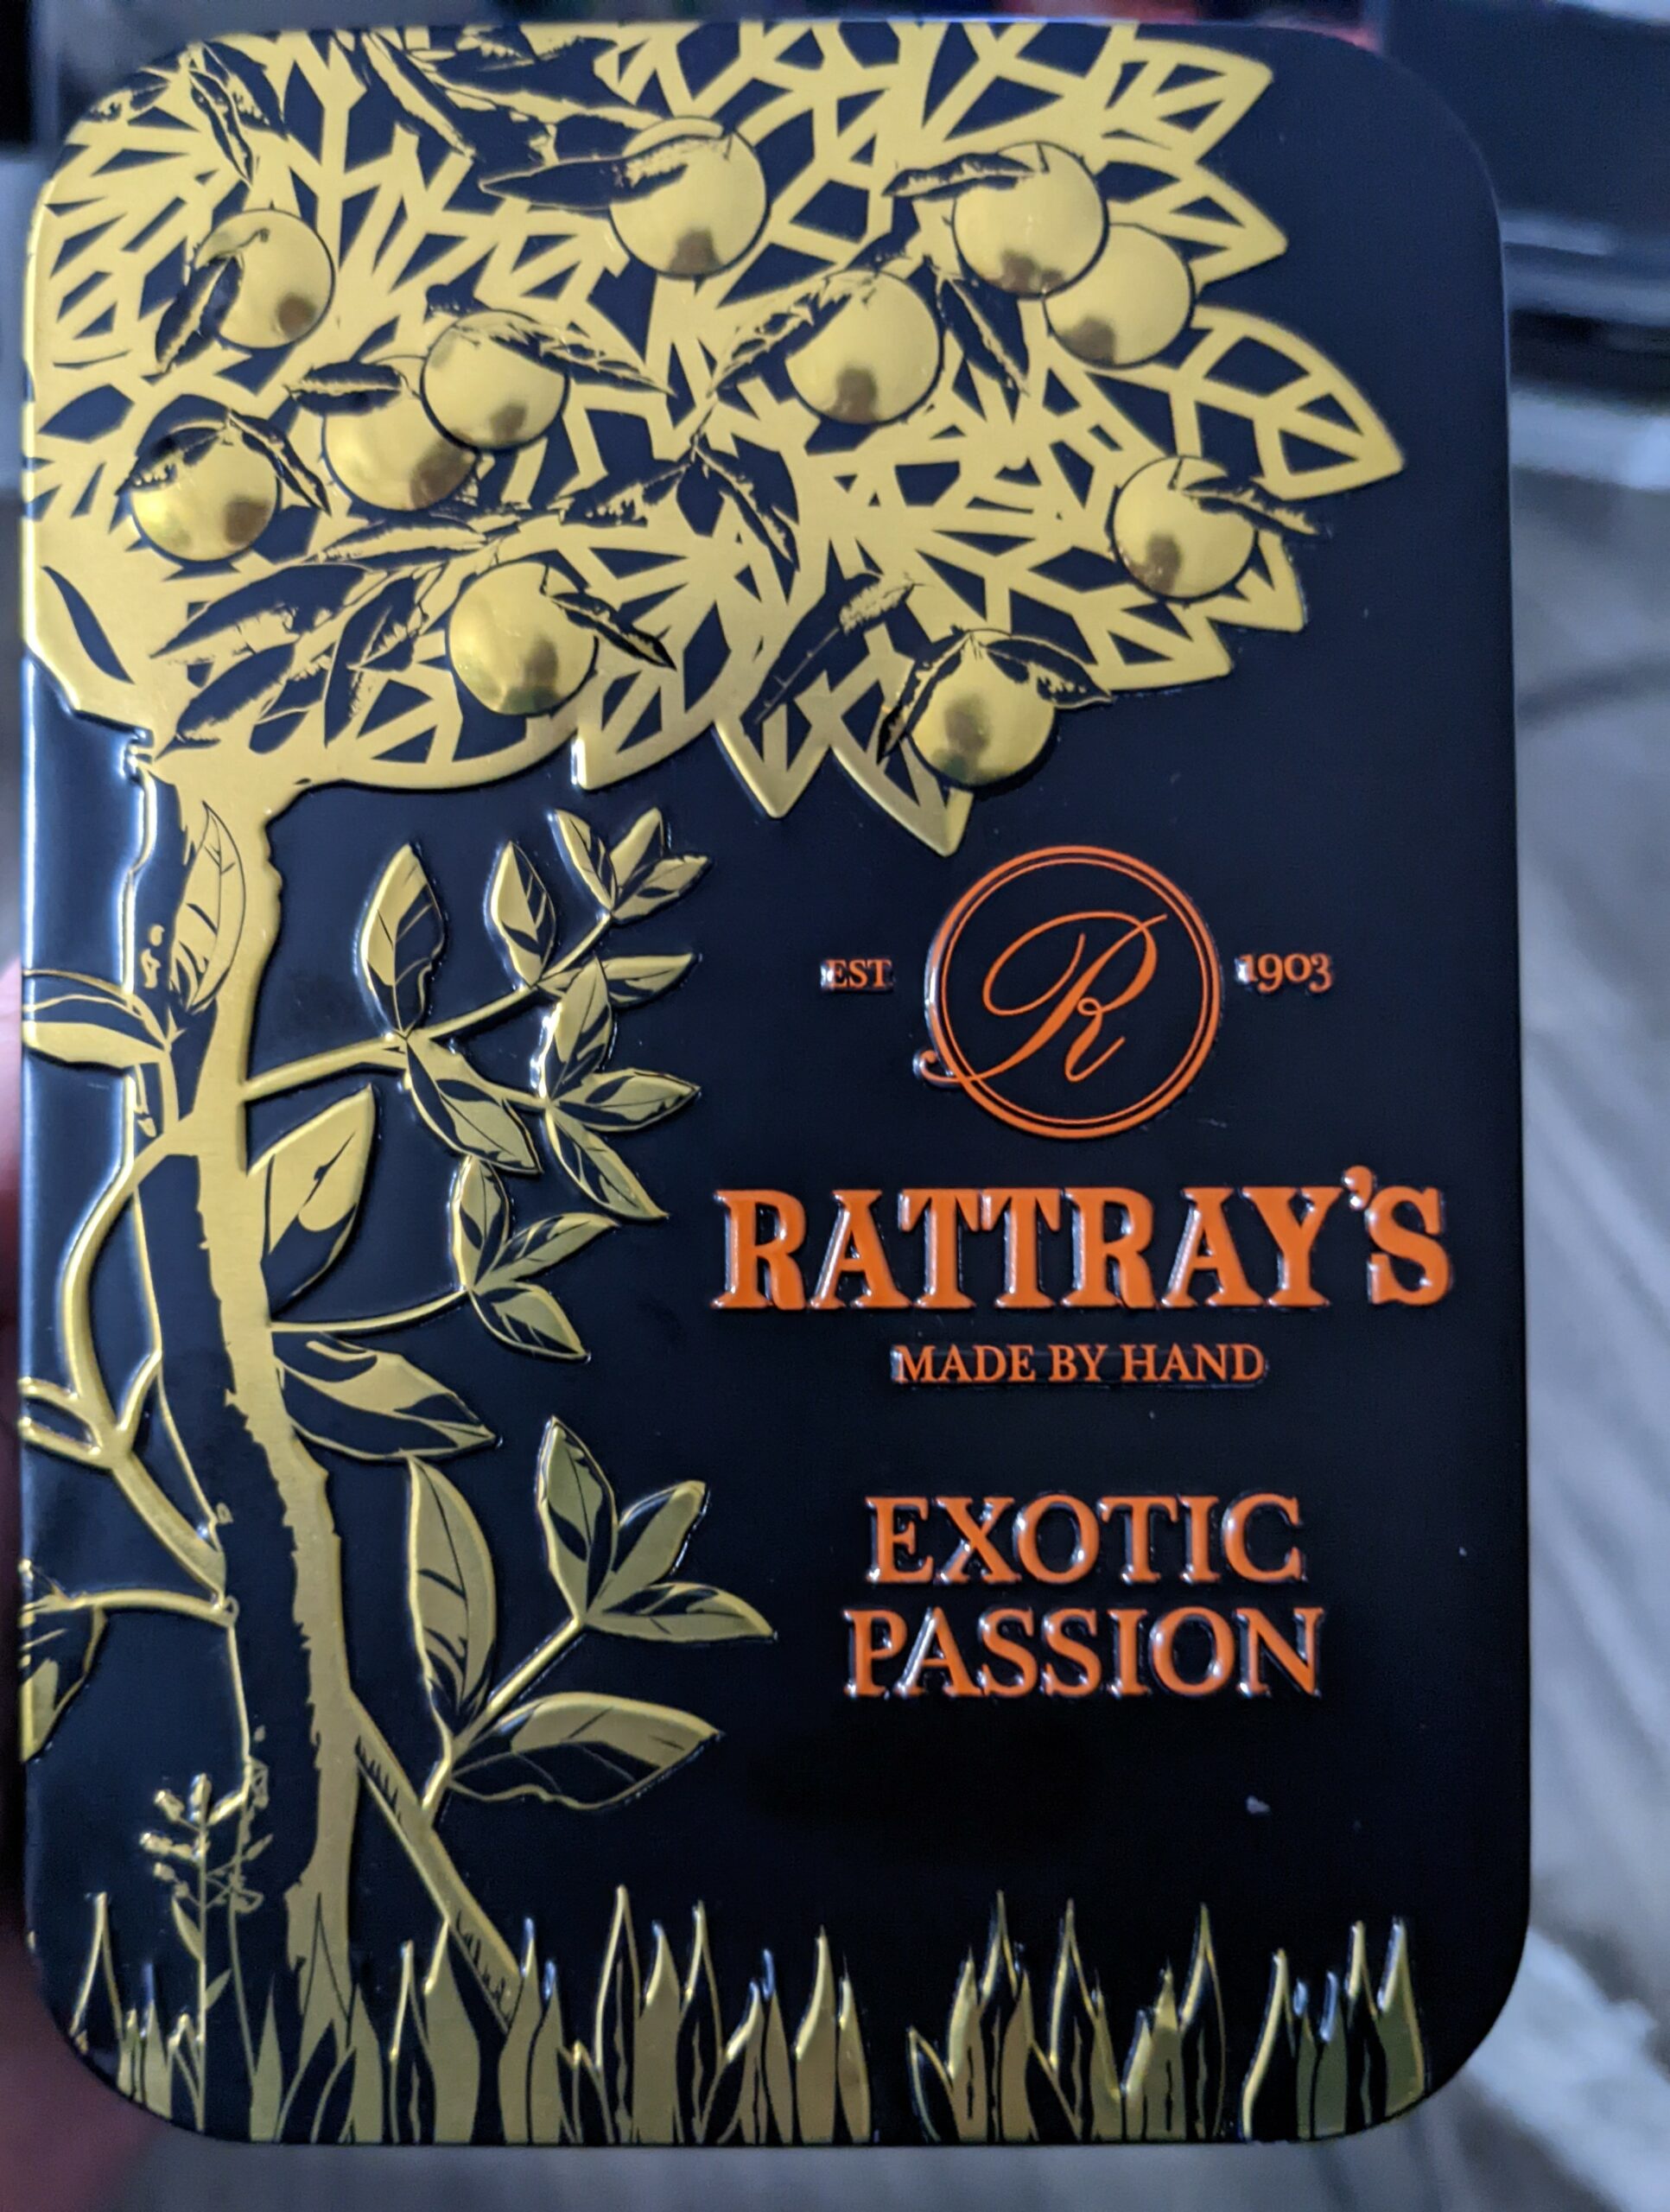 EST R 1903
RATTRAY'S
MADE BY HAND
EXOTIC
PASSION